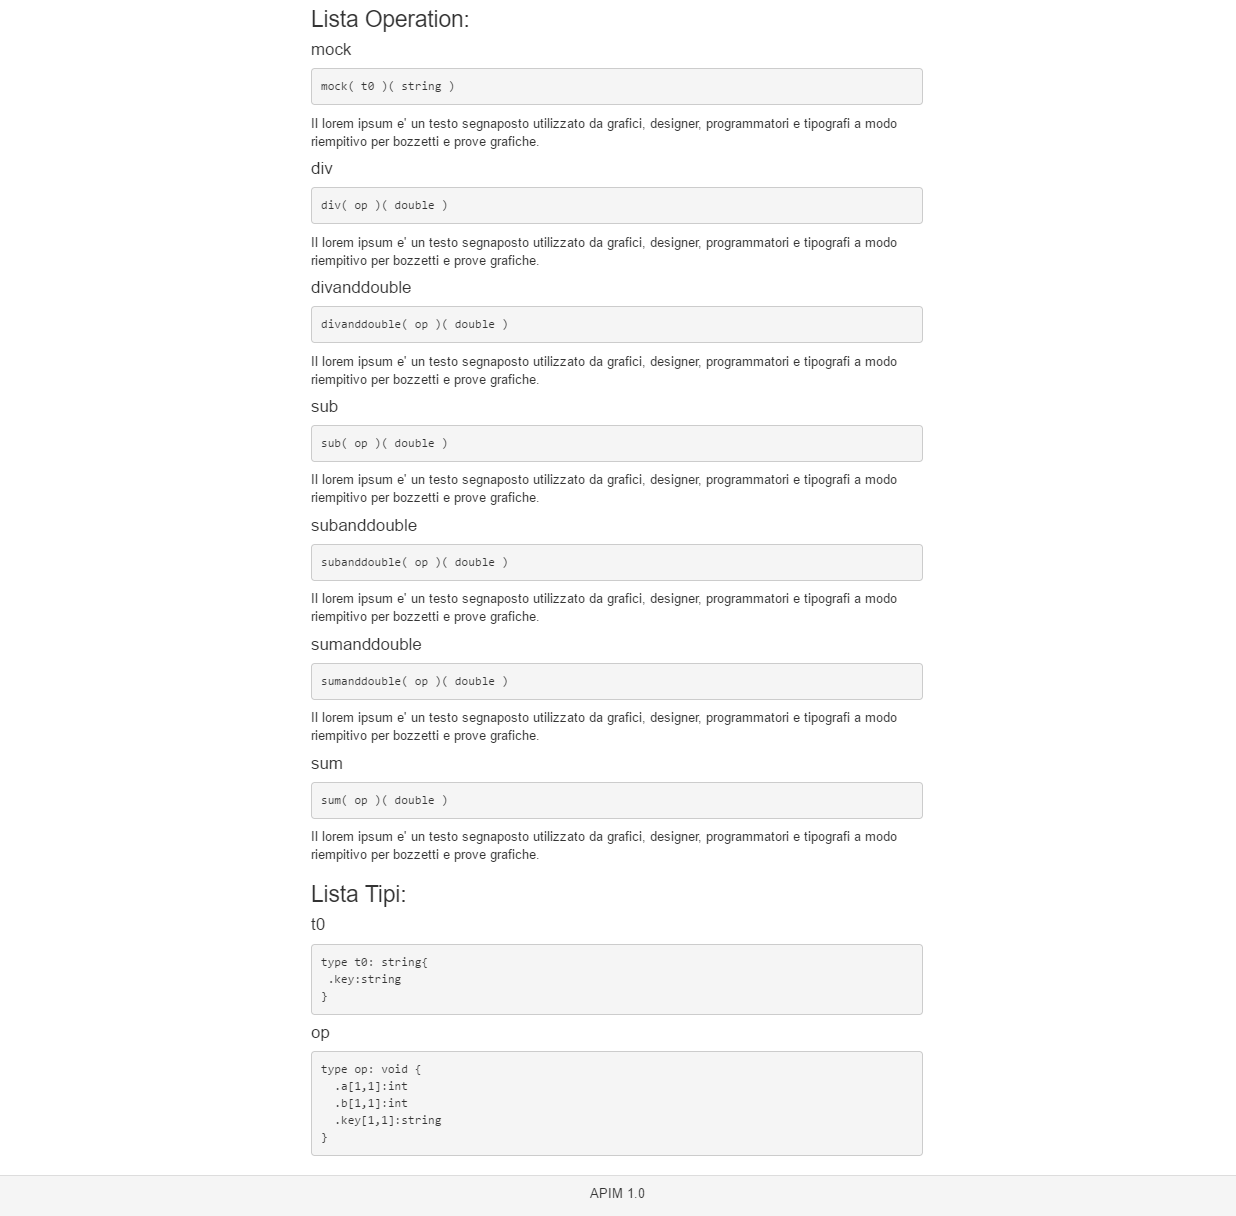 Lista Operation:
mock
mock( t0 )( string )
Il lorem ipsum e' un testo segnaposto utilizzato da grafici, designer, programmatori e tipografi a modo
riempitivo per bozzetti e prove grafiche.
div
div( op )( double )
Il lorem ipsum e' un testo segnaposto utilizzato da grafici, designer, programmatori e tipografi a modo
riempitivo per bozzetti e prove grafiche.
divanddouble
divanddouble( op )( double )
Il lorem ipsum e' un testo segnaposto utilizzato da grafici, designer, programmatori e tipografi a modo
riempitivo per bozzetti e prove grafiche.
sub
sub( op )( double )
Il lorem ipsum e' un testo segnaposto utilizzato da grafici, designer, programmatori e tipografi a modo
riempitivo per bozzetti e prove grafiche.
subanddouble
subanddouble( op )( double )
Il lorem ipsum e' un testo segnaposto utilizzato da grafici, designer, programmatori e tipografi a modo
riempitivo per bozzetti e prove grafiche.
sumanddouble
sumanddouble( op )( double )
Il lorem ipsum e' un testo segnaposto utilizzato da grafici, designer, programmatori e tipografi a modo
riempitivo per bozzetti e prove grafiche.
sum
sum( op )( double )
Il lorem ipsum e' un testo segnaposto utilizzato da grafici, designer, programmatori e tipografi a modo
riempitivo per bozzetti e prove grafiche.
Lista Tipi:
t0
type t0: string{
 .key:string
}
op
type op: void {
  .a[1,1]:int
  .b[1,1]:int
  .key[1,1]:string
}
APIM 1.0